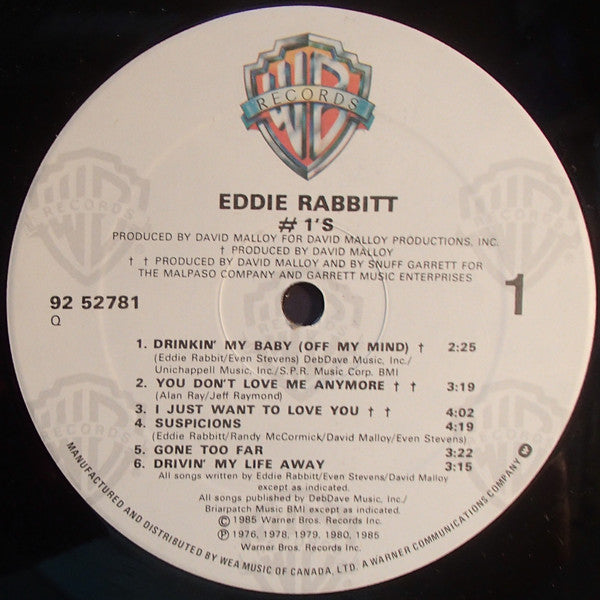 WB
RECORDS
EDDIE RABBITT
# 1'S
PRODUCED BY DAVID MALLOY FOR DAVID MALLOY PRODUCTIONS, INC.
† PRODUCED BY DAVID MALLOY
† † PRODUCED BY DAVID MALLOY AND BY SNUFF GARRETT FOR
THE MALPASO COMPANY AND GARRETT MUSIC ENTERPRISES
92 52781
Q
1
1. DRINKIN' MY BABY (OFF MY MIND) † 2:25
(Eddie Rabbit/Even Stevens) DebDave Music, Inc./
Unichappell Music, Inc./S.P.R. Music Corp. BMI
2. YOU DON'T LOVE ME ANYMORE † † 3:19
(Alan Ray/Jeff Raymond)
3. I JUST WANT TO LOVE YOU † † 4:02
4. SUSPICIONS 4:19
(Eddie Rabbitt/Randy McCormick/David Malloy/Even Stevens)
5. GONE TOO FAR 3:22
6. DRIVIN' MY LIFE AWAY 3:15
All songs written by Eddie Rabbitt/Even Stevens/David Malloy
except as indicated.
All songs published by DebDave Music, Inc./
Briarpatch Music BMI except as indicated.
© 1985 Warner Bros. Records Inc.
℗ 1976, 1978, 1979, 1980, 1985
Warner Bros. Records Inc.
MANUFACTURED AND DISTRIBUTED BY WEA MUSIC OF CANADA, LTD. A WARNER COMMUNICATIONS COMPANY